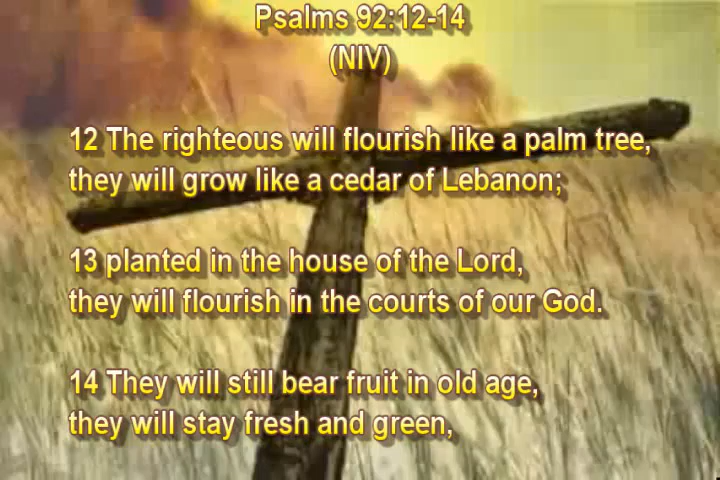 Psalms 92:12-14
(NIV)
12 The righteous will flourish like a palm tree,
they will grow like a cedar of Lebanon;
13 planted in the house of the Lord,
they will flourish in the courts of our God.
14 They will still bear fruit in old age,
they will stay fresh and green,